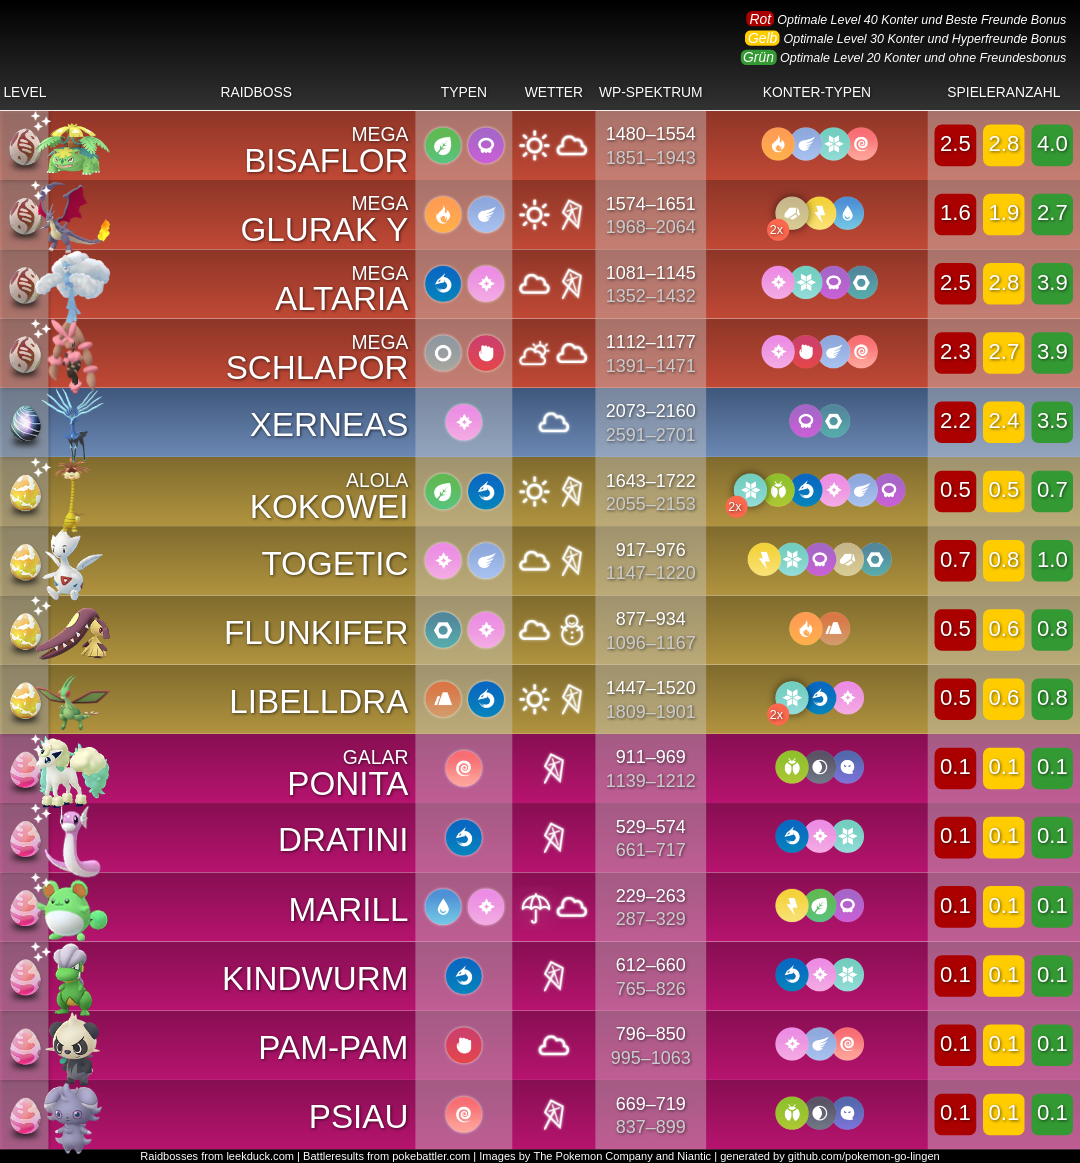 Rot Optimale Level 40 Konter und Beste Freunde Bonus
Gelb Optimale Level 30 Konter und Hyperfreunde Bonus
Grün Optimale Level 20 Konter und ohne Freundesbonus
LEVEL RAIDBOSS TYPEN WETTER WP-SPEKTRUM KONTER-TYPEN SPIELERANZAHL
MEGA
BISAFLOR
1480–1554
1851–1943
2.5 2.8 4.0
MEGA
GLURAK Y
1574–1651
1968–2064
2x
1.6 1.9 2.7
MEGA
ALTARIA
1081–1145
1352–1432
2.5 2.8 3.9
MEGA
SCHLAPOR
1112–1177
1391–1471
2.3 2.7 3.9
XERNEAS
2073–2160
2591–2701
2.2 2.4 3.5
ALOLA
KOKOWEI
1643–1722
2055–2153
2x
0.5 0.5 0.7
TOGETIC
917–976
1147–1220
0.7 0.8 1.0
FLUNKIFER
877–934
1096–1167
0.5 0.6 0.8
LIBELLDRA
1447–1520
1809–1901
2x
0.5 0.6 0.8
GALAR
PONITA
911–969
1139–1212
0.1 0.1 0.1
DRATINI
529–574
661–717
0.1 0.1 0.1
MARILL
229–263
287–329
0.1 0.1 0.1
KINDWURM
612–660
765–826
0.1 0.1 0.1
PAM-PAM
796–850
995–1063
0.1 0.1 0.1
PSIAU
669–719
837–899
0.1 0.1 0.1
Raidbosses from leekduck.com | Battleresults from pokebattler.com | Images by The Pokemon Company and Niantic | generated by github.com/pokemon-go-lingen